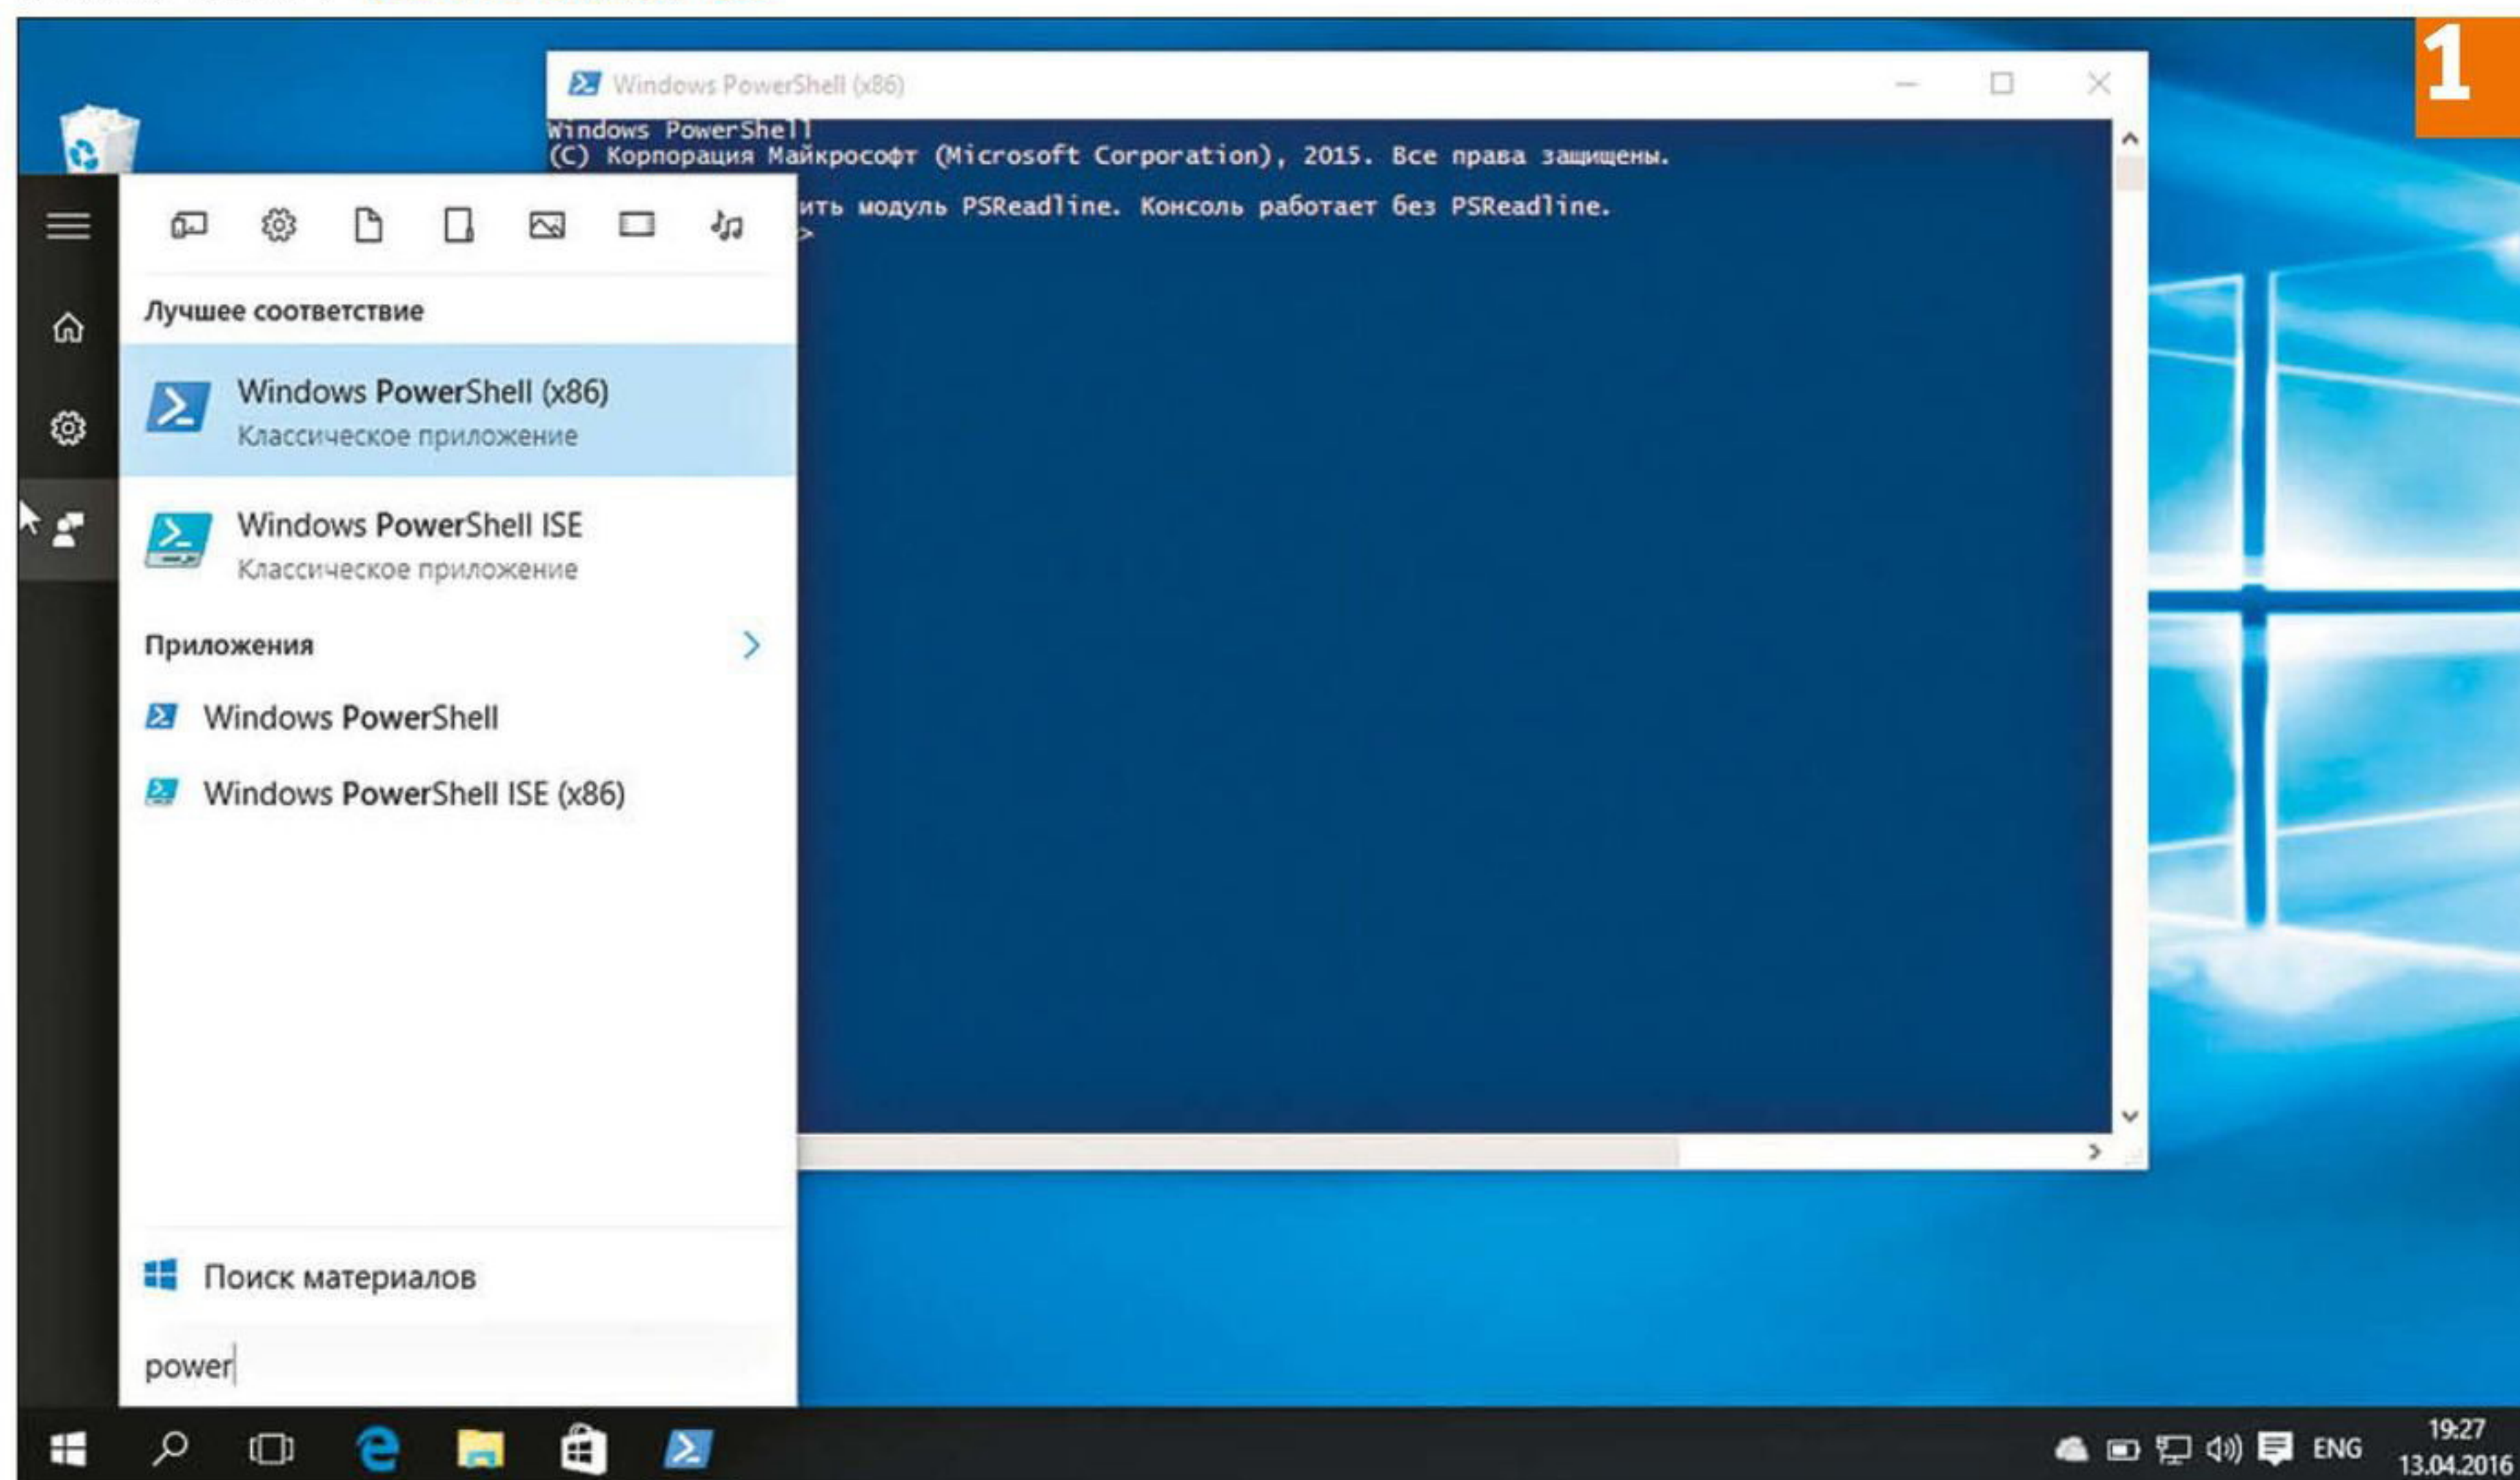 1
Windows PowerShell (x86)
Windows PowerShell
(C) Корпорация Майкрософт (Microsoft Corporation), 2015. Все права защищены.
ить модуль PSReadline. Консоль работает без PSReadline.
>
Лучшее соответствие
Windows PowerShell (x86)
Классическое приложение
Windows PowerShell ISE
Классическое приложение
Приложения
Windows PowerShell
Windows PowerShell ISE (x86)
Поиск материалов
power
ENG
19:27
13.04.2016